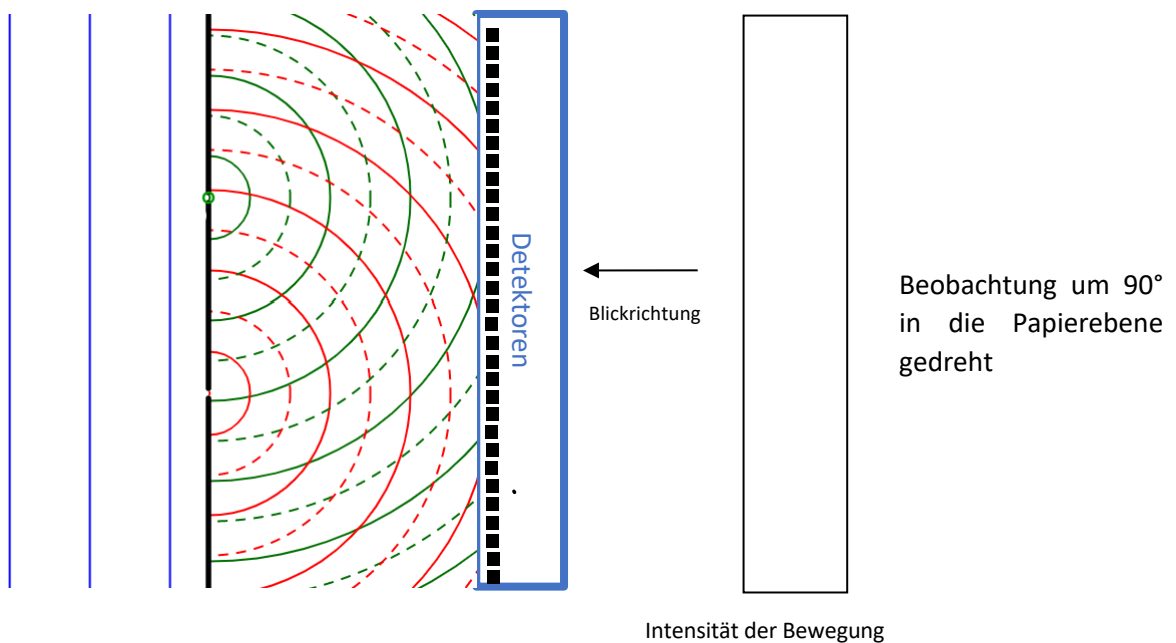 Detektoren
Blickrichtung
Beobachtung um 90°
in die Papierebene
gedreht
Intensität der Bewegung